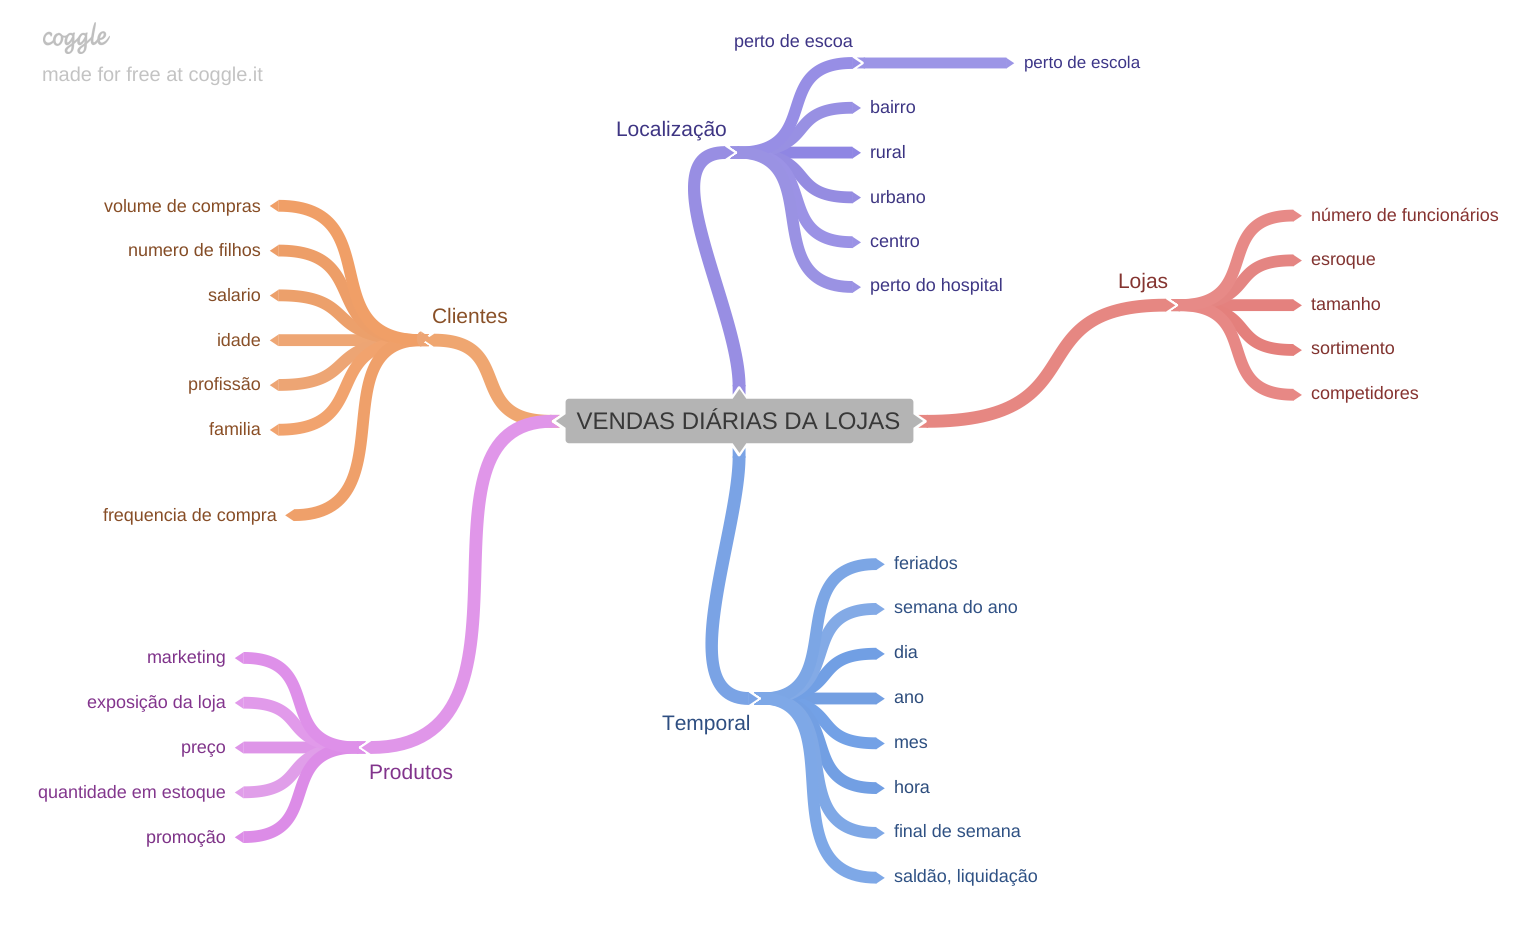 coggle
made for free at coggle.it
VENDAS DIÁRIAS DA LOJAS
Localização
perto de escoa
perto de escola
bairro
rural
urbano
centro
perto do hospital
Lojas
número de funcionários
esroque
tamanho
sortimento
competidores
Clientes
volume de compras
numero de filhos
salario
idade
profissão
familia
frequencia de compra
Produtos
marketing
exposição da loja
preço
quantidade em estoque
promoção
Temporal
feriados
semana do ano
dia
ano
mes
hora
final de semana
saldão, liquidação